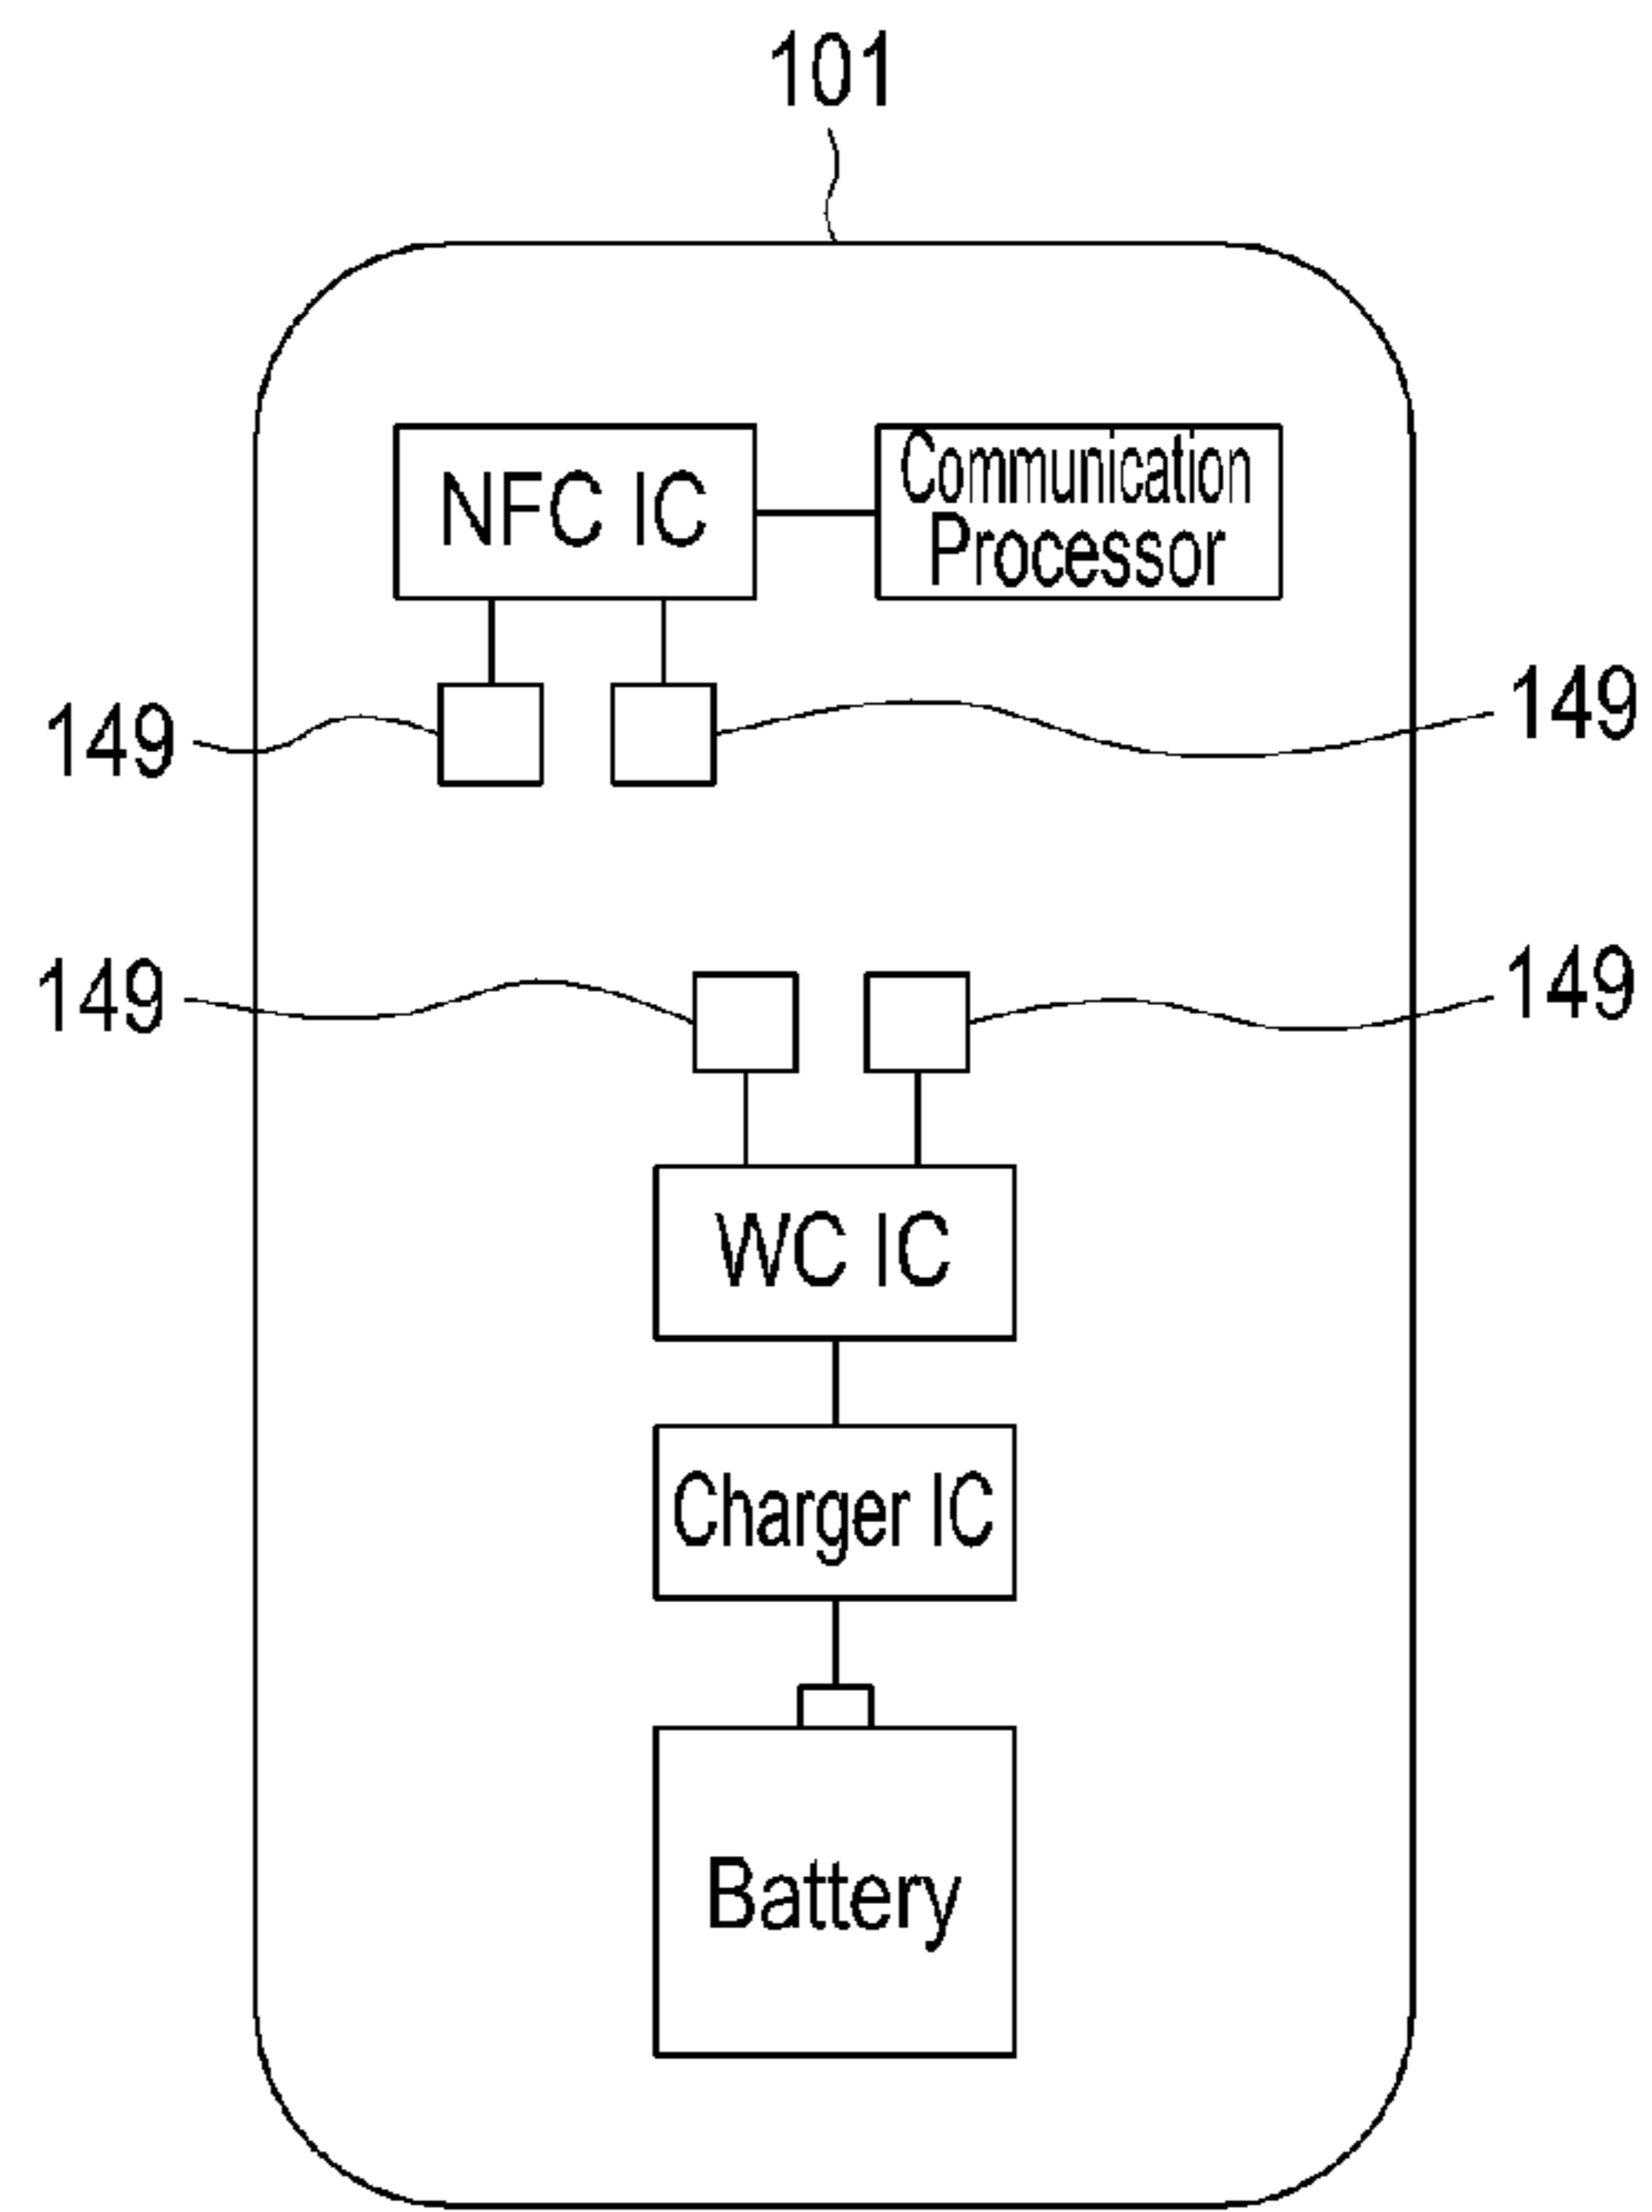 101
NFC IC
Communication
Processor
149
149
149
149
WC IC
Charger IC
Battery